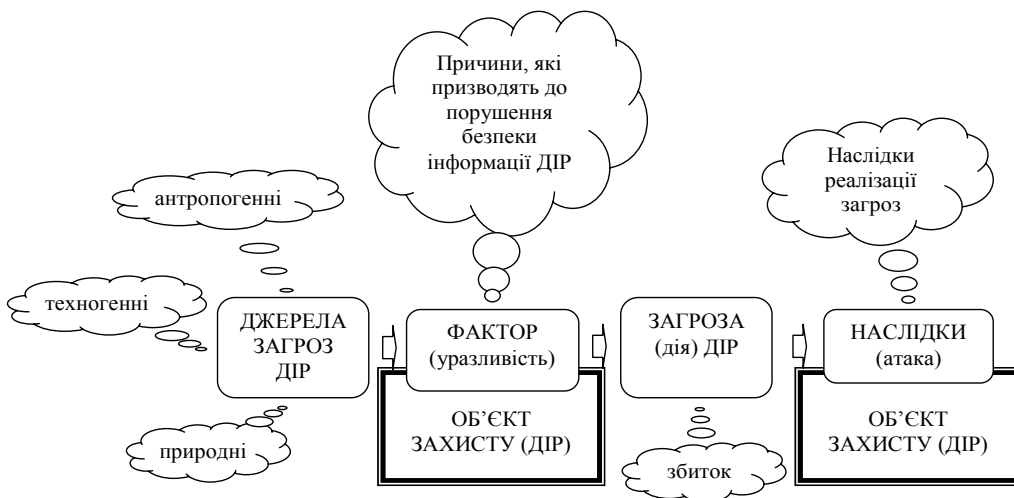 Причини, які
призводять до
порушення
безпеки
інформації ДІР
Наслідки
реалізації
загроз
антропогенні
техногенні
ДЖЕРЕЛА
ЗАГРОЗ
ДІР
ФАКТОР
(уразливість)
ЗАГРОЗА
(дія) ДІР
НАСЛІДКИ
(атака)
ОБ’ЄКТ
ЗАХИСТУ (ДІР)
ОБ’ЄКТ
ЗАХИСТУ (ДІР)
природні
збиток